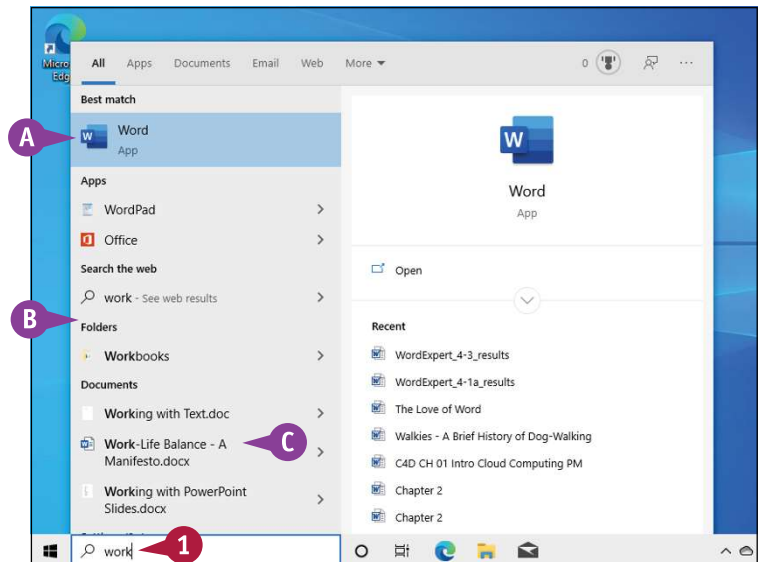 Micro
Edg
All Apps Documents Email Web More 0
Best match
A
Word
App
Apps
WordPad
Office
Search the web
work - See web results
B
Folders
Workbooks
Documents
Working with Text.doc
Work-Life Balance - A
Manifesto.docx
C
Working with PowerPoint
Slides.docx
work
1
W
Word
App
Open
Recent
WordExpert_4-3_results
WordExpert_4-1a_results
The Love of Word
Walkies - A Brief History of Dog-Walking
C4D CH 01 Intro Cloud Computing PM
Chapter 2
Chapter 2